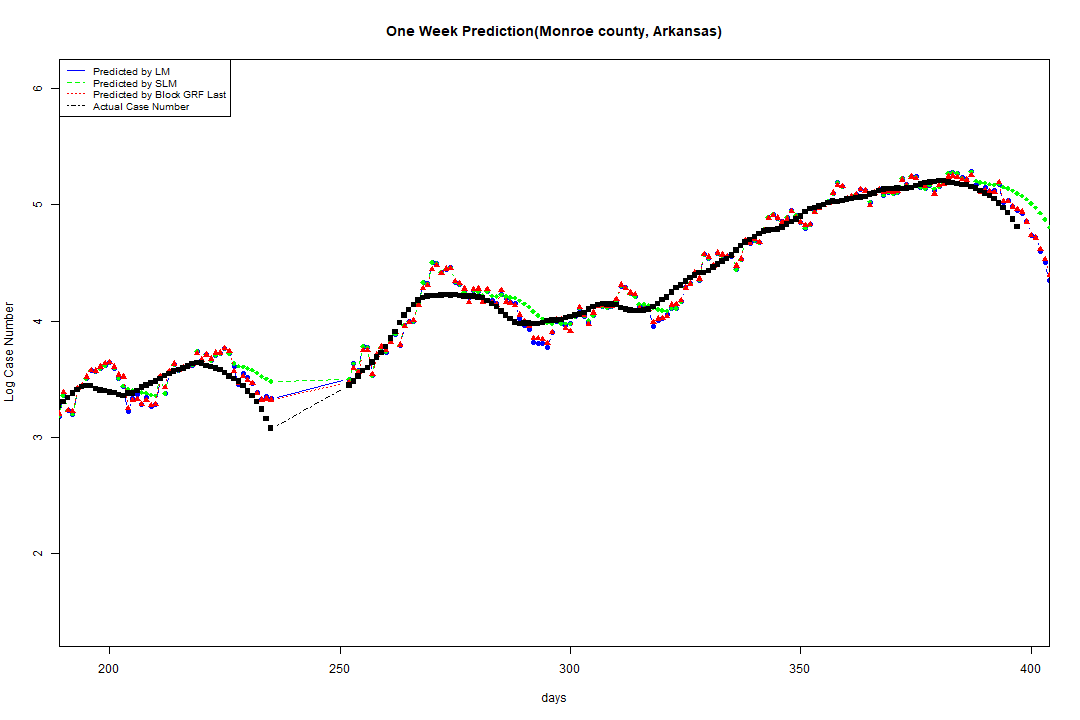 One Week Prediction(Monroe county, Arkansas)
Predicted by LM
Predicted by SLM
Predicted by Block GRF Last
Actual Case Number
6
5
4
3
2
Log Case Number
200
250
300
350
400
days